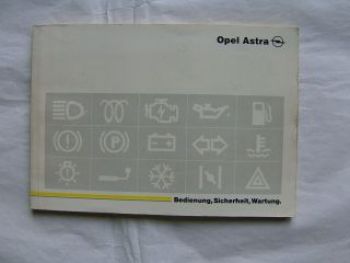 Opel Astra
P
Bedienung, Sicherheit, Wartung.